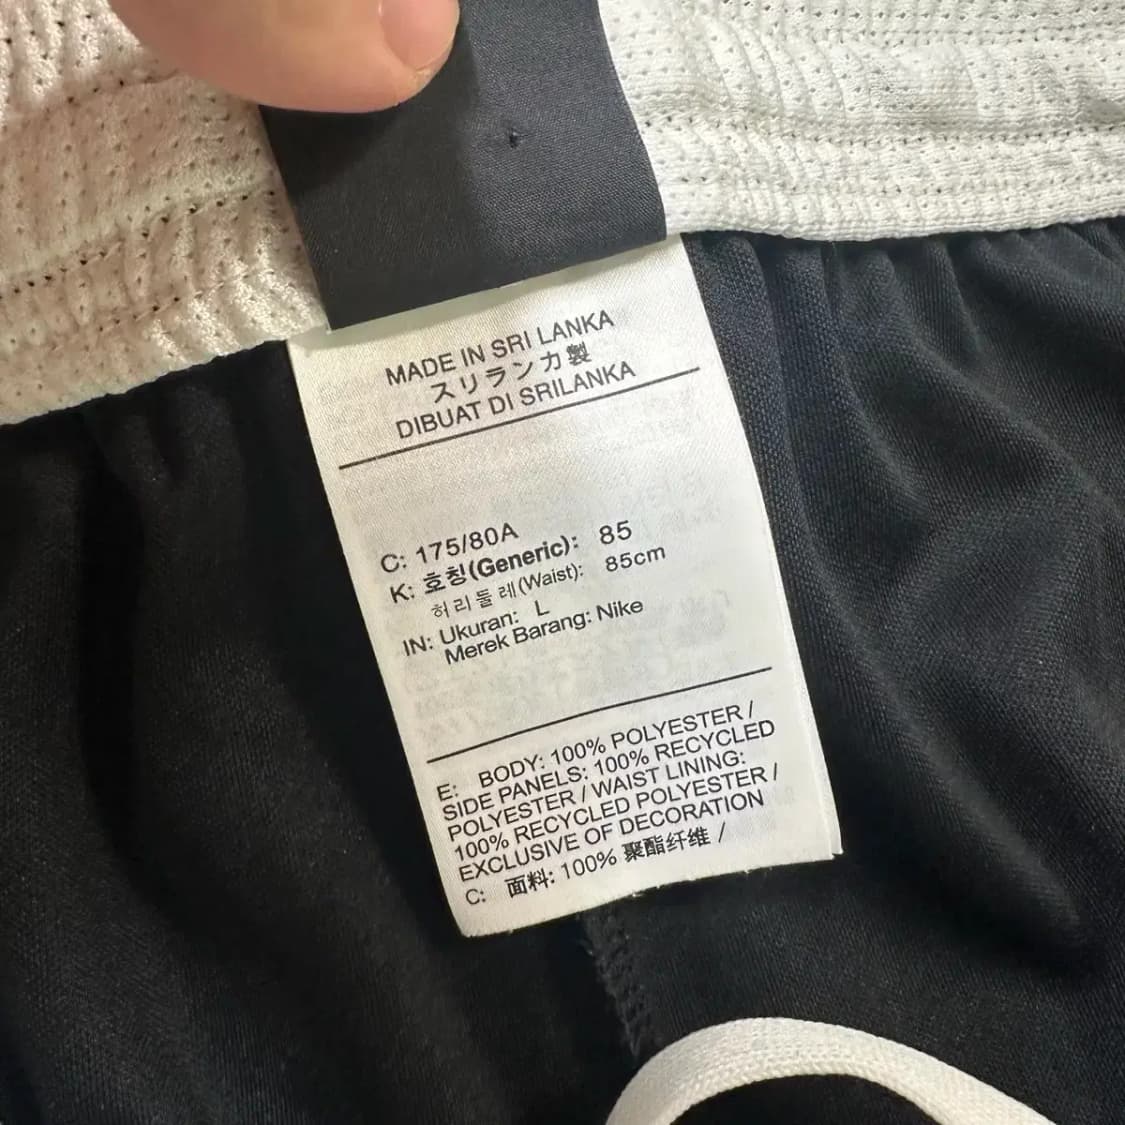 MADE IN SRI LANKA
スリランカ製
DIBUAT DI SRILANKA
C: 175/80A
K: 호칭(Generic): 85
허리둘레(Waist): 85cm
IN: Ukuran: L
Merek Barang: Nike
E: BODY: 100% POLYESTER /
SIDE PANELS: 100% RECYCLED
POLYESTER / WAIST LINING:
100% RECYCLED POLYESTER /
EXCLUSIVE OF DECORATION
C: 面料: 100% 聚酯纤维 /